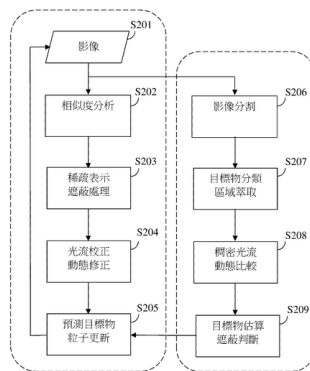 S201
影像
S202
相似度分析
S203
稀疏表示
遮蔽處理
S204
光流校正
動態修正
S205
預測目標物
粒子更新
S206
影像分割
S207
目標物分類
區域萃取
S208
稠密光流
動態比較
S209
目標物估算
遮蔽判斷